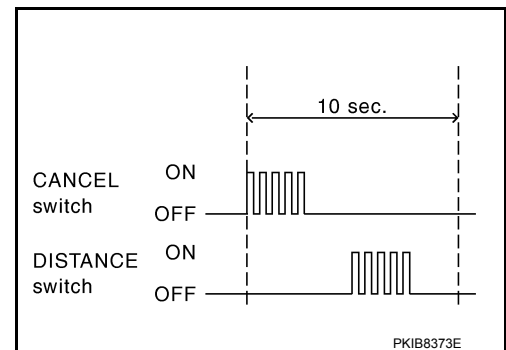 10 sec.
CANCEL
switch
ON
OFF
DISTANCE
switch
ON
OFF
PKIB8373E